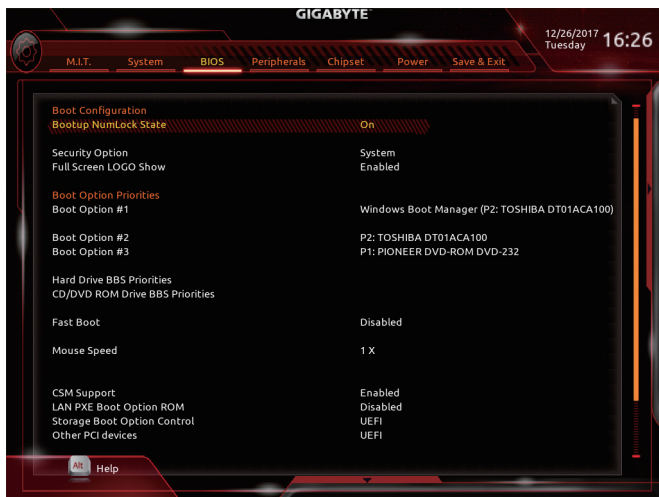 GIGABYTE™
12/26/2017
Tuesday 16:26
M.I.T. System BIOS Peripherals Chipset Power Save & Exit
Boot Configuration
Bootup NumLock State On
Security Option System
Full Screen LOGO Show Enabled
Boot Option Priorities
Boot Option #1 Windows Boot Manager (P2: TOSHIBA DT01ACA100)
Boot Option #2 P2: TOSHIBA DT01ACA100
Boot Option #3 P1: PIONEER DVD-ROM DVD-232
Hard Drive BBS Priorities
CD/DVD ROM Drive BBS Priorities
Fast Boot Disabled
Mouse Speed 1 X
CSM Support Enabled
LAN PXE Boot Option ROM Disabled
Storage Boot Option Control UEFI
Other PCI devices UEFI
Alt Help